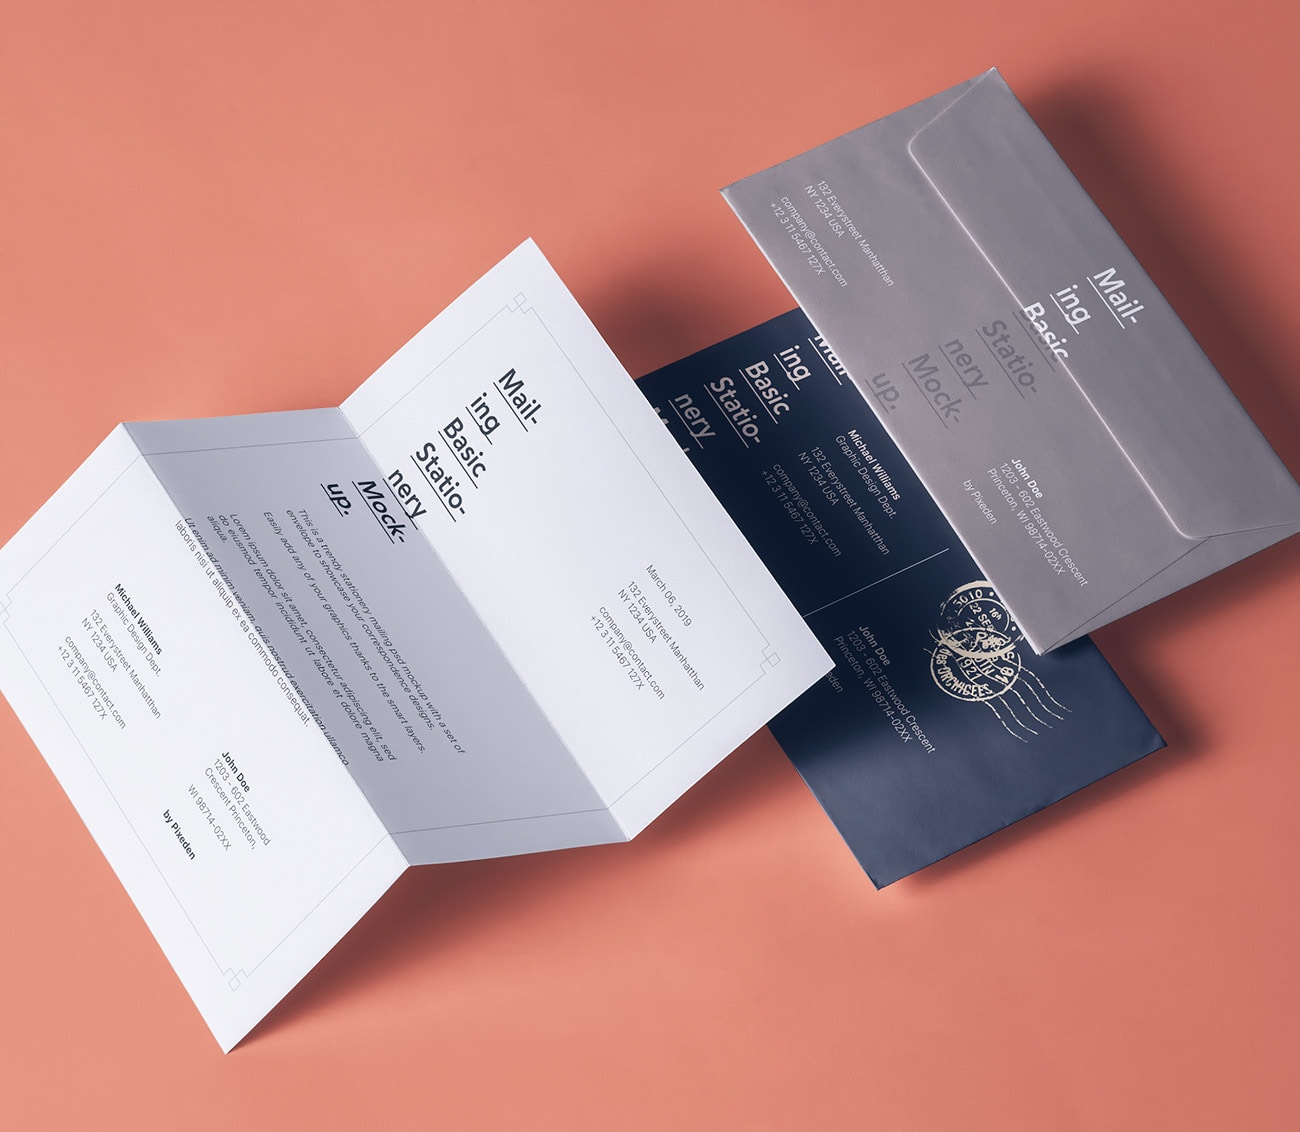 Mail-
ing
Basic
Statio-
nery
Mock-
up.
March 06, 2019
132 Everystreet Manhatthan
NY 1234 USA
company@contact.com
+12 3 11 5467 127X
This is a trendy stationery mailing psd mockup with a set of
envelope to showcase your correspondence designs.
Easily add any of your graphics thanks to the smart layers.
Lorem ipsum dolor sit amet, consectetur adipiscing elit, sed
do eiusmod tempor incididunt ut labore et dolore magna
aliqua.
Ut enim ad minim veniam, quis nostrud exercitation ullamco
laboris nisi ut aliquip ex ea commodo consequat.
Michael Williams
Graphic Design Dept.
132 Everystreet Manhatthan
NY 1234 USA
company@contact.com
+12 3 11 5467 127X
John Doe
1203 - 602 Eastwood
Crescent Princeton,
WI 98714-02XX
by Pixeden
Mail-
ing
Basic
Statio-
nery
Michael Williams
Graphic Design Dept.
132 Everystreet Manhatthan
NY 1234 USA
company@contact.com
+12 3 11 5467 127X
John Doe
1203 - 602 Eastwood Crescent
Princeton, WI 98714-02XX
132 Everystreet Manhatthan
NY 1234 USA
company@contact.com
+12 3 11 5467 127X
Mail-
ing
Basic
Statio-
nery
Mock-
up.
John Doe
1203 - 602 Eastwood Crescent
Princeton, WI 98714-02XX
by Pixeden